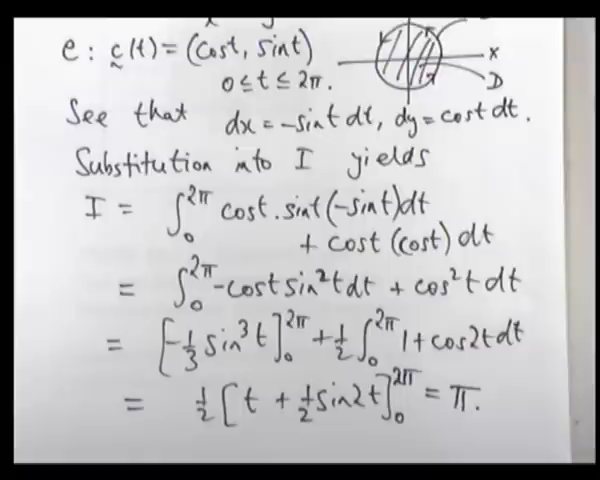 C : c(t) = (cost, sint)
0 ≤ t ≤ 2π.
x
D
See that dx = -sint dt, dy = cost dt.
Substitution into I yields
I = ∫₀^2π cost . sint (-sint) dt
+ cost (cost) dt
= ∫₀^2π -cost sin²t dt + cos²t dt
= [-1/3 sin³t]₀^2π + 1/2 ∫₀^2π 1 + cos2t dt
= 1/2 [t + 1/2 sin2t]₀^2π = π.